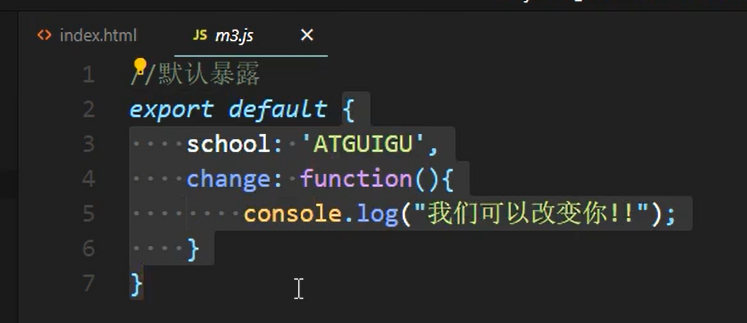 index.html
JS m3.js
1 //默认暴露
2 export default {
3 school: 'ATGUIGU',
4 change: function(){
5 console.log("我们可以改变你!!");
6 }
7 }